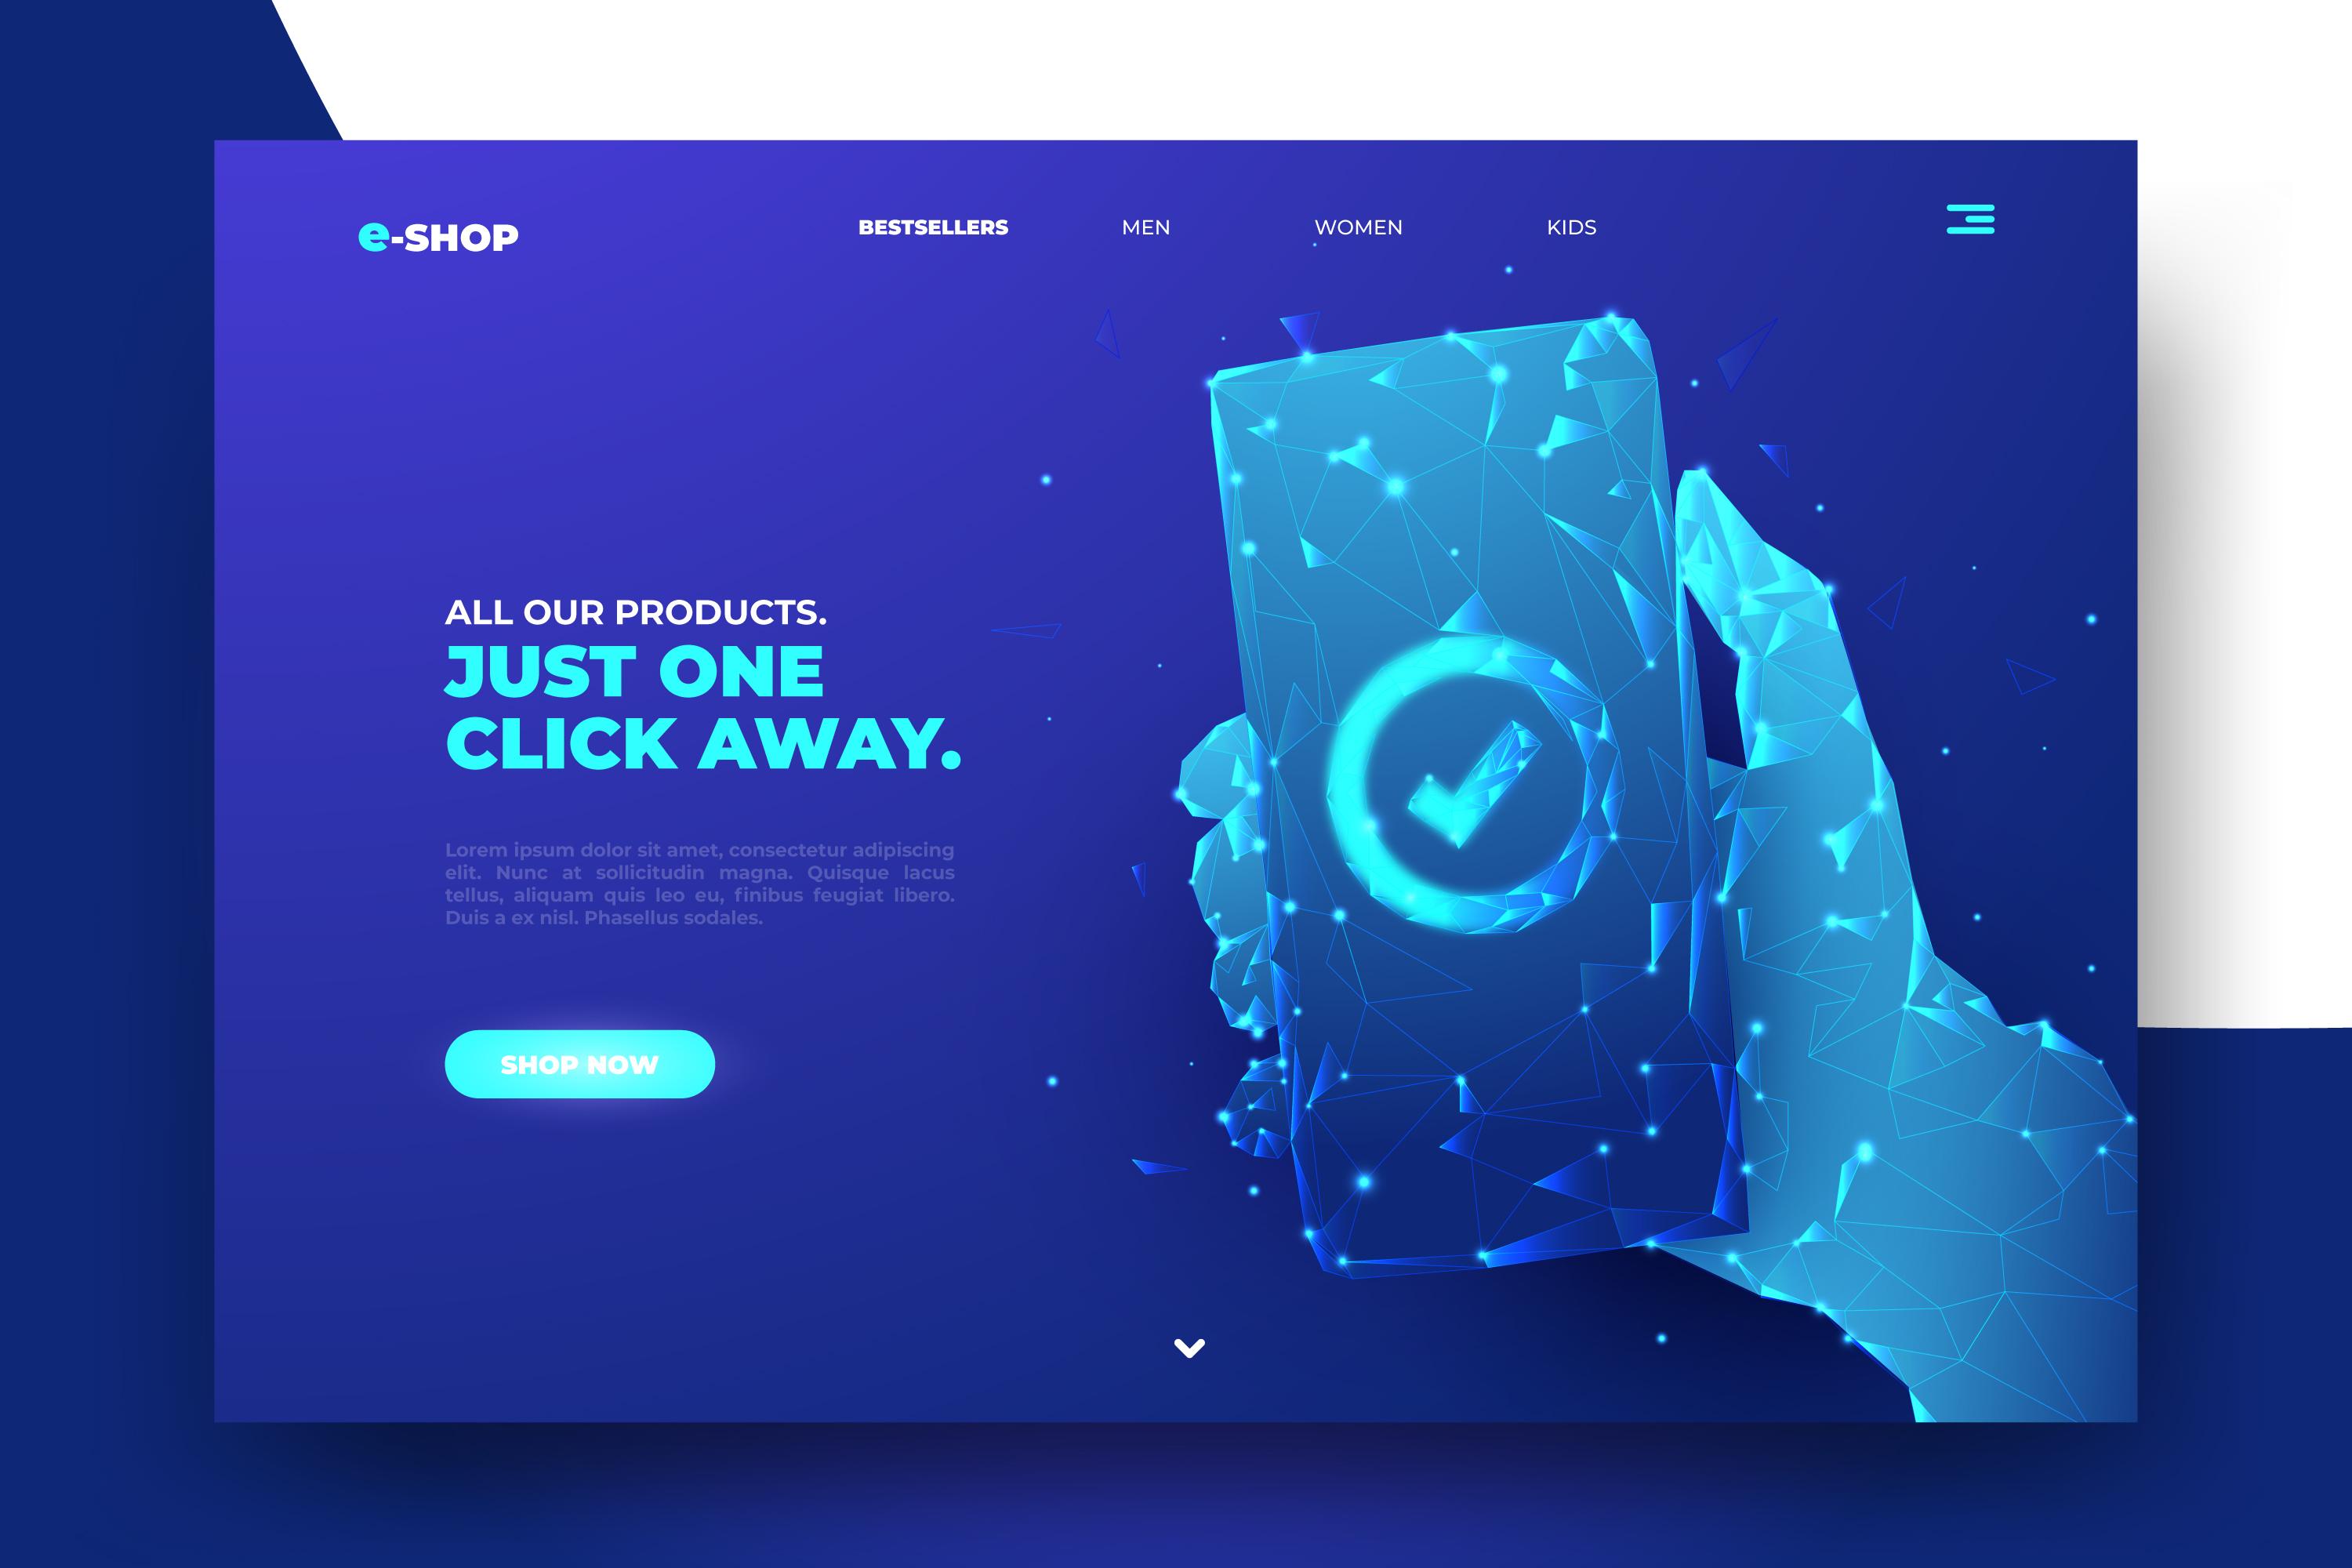 e-SHOP
BESTSELLERS
MEN
WOMEN
KIDS
ALL OUR PRODUCTS.
JUST ONE
CLICK AWAY.
Lorem ipsum dolor sit amet, consectetur adipiscing
elit. Nunc at sollicitudin magna. Quisque lacus
tellus, aliquam quis leo eu, finibus feugiat libero.
Duis a ex nisl. Phasellus sodales.
SHOP NOW